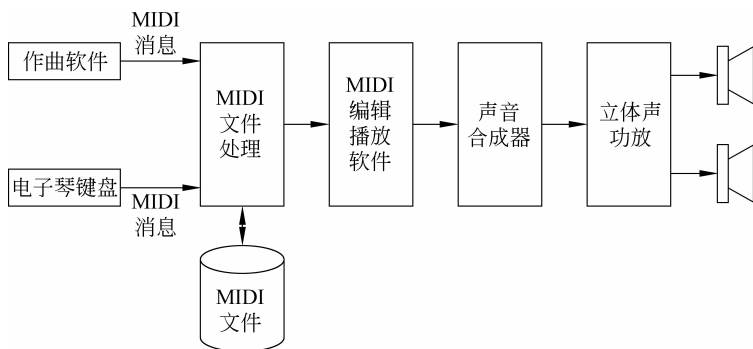 MIDI
消息
作曲软件
电子琴键盘
MIDI
消息
MIDI
文件
处理
MIDI
文件
MIDI
编辑
播放
软件
声音
合成器
立体声
功放